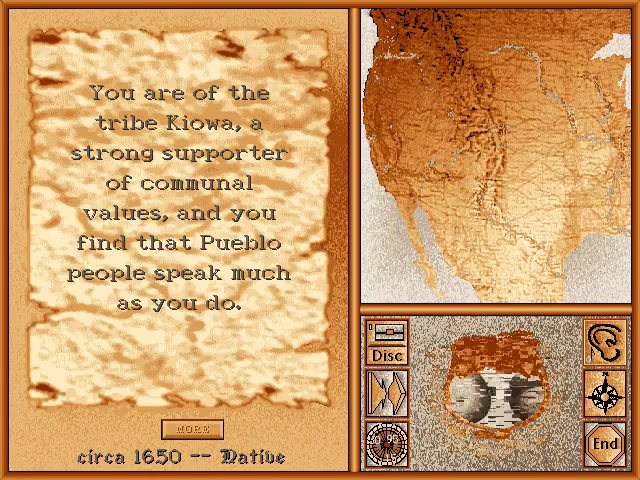 You are of the
tribe Kiowa, a
strong supporter
of communal
values, and you
find that Pueblo
people speak much
as you do.
MORE
circa 1650 -- Native
Disc
N
End